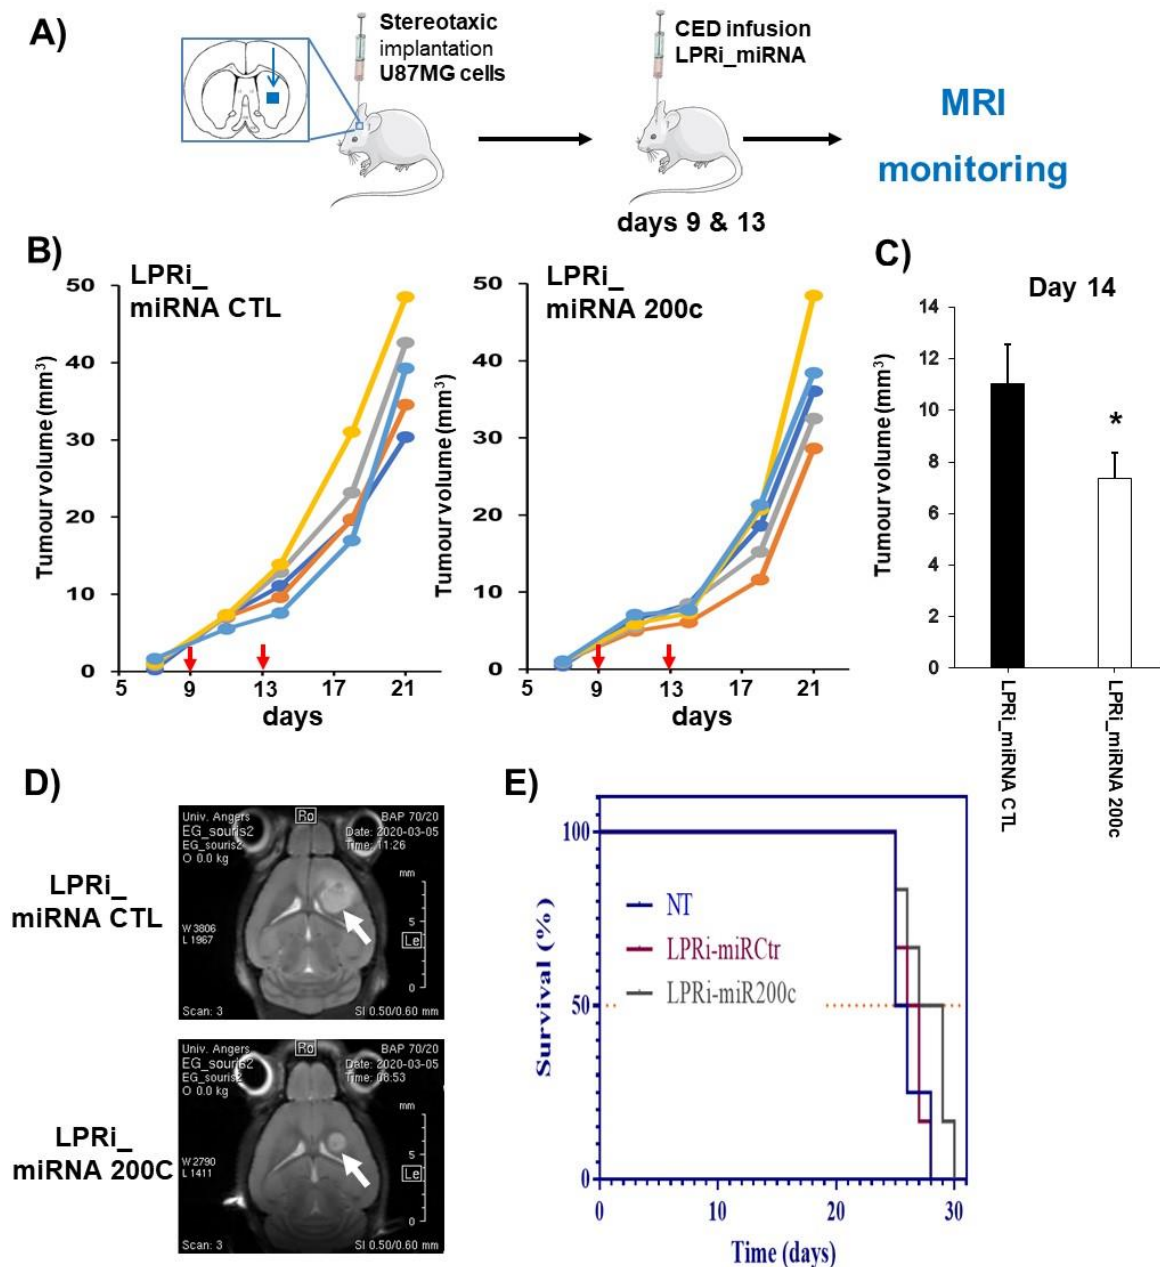 A)
Stereotaxic
implantation
U87MG cells
CED infusion
LPRi_miRNA
days 9 & 13
MRI
monitoring
B)
LPRi_
miRNA CTL
Tumour volume (mm³)
50
40
30
20
10
0
5
9
13
17
21
days
LPRi_
miRNA 200c
Tumour volume (mm³)
50
40
30
20
10
0
5
9
13
17
21
days
C)
Day 14
Tumour volume (mm³)
14
12
10
8
6
4
2
0
*
LPRi_miRNA CTL
LPRi_miRNA 200c
D)
LPRi_
miRNA CTL
Univ. Angers
EG_souris2
EG_souris2
O 0.0 kg
Ro
BAP 70/20
Date: 2020-03-05
Time: 11:26
mm
5
Le
0
W 3806
L 1967
Scan: 3
SI 0.50/0.60 mm
LPRi_
miRNA 200C
Univ. Angers
EG_souris2
EG_souris2
O 0.0 kg
Ro
BAP 70/20
Date: 2020-03-05
Time: 08:53
mm
5
Le
0
W 2790
L 1411
Scan: 3
SI 0.50/0.60 mm
E)
Survival (%)
100
50
0
NT
LPRi-miRCtr
LPRi-miR200c
0
10
20
30
Time (days)